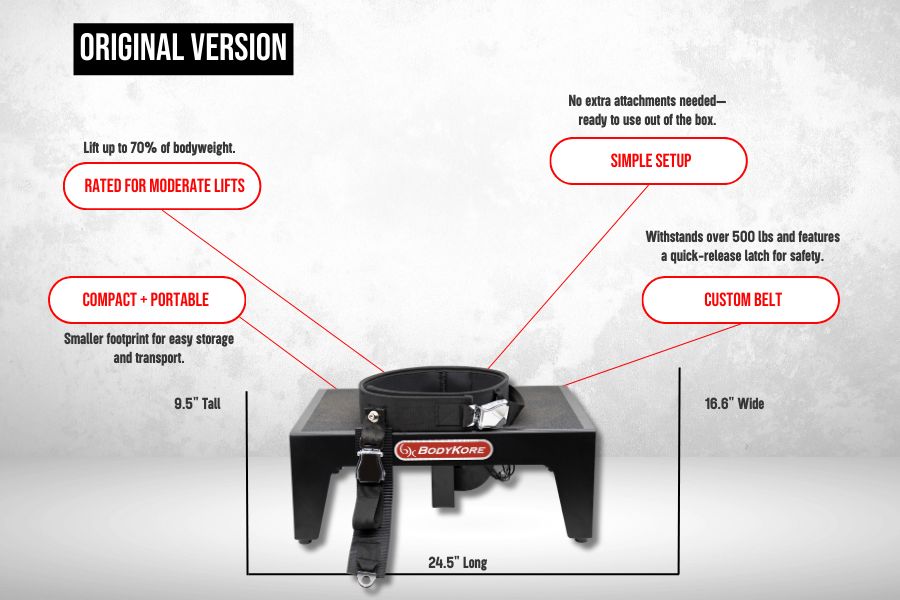 ORIGINAL VERSION
No extra attachments needed—
ready to use out of the box.
SIMPLE SETUP
Lift up to 70% of bodyweight.
RATED FOR MODERATE LIFTS
Withstands over 500 lbs and features
a quick-release latch for safety.
CUSTOM BELT
COMPACT + PORTABLE
Smaller footprint for easy storage
and transport.
9.5" Tall
16.6" Wide
BODYKORE
24.5" Long